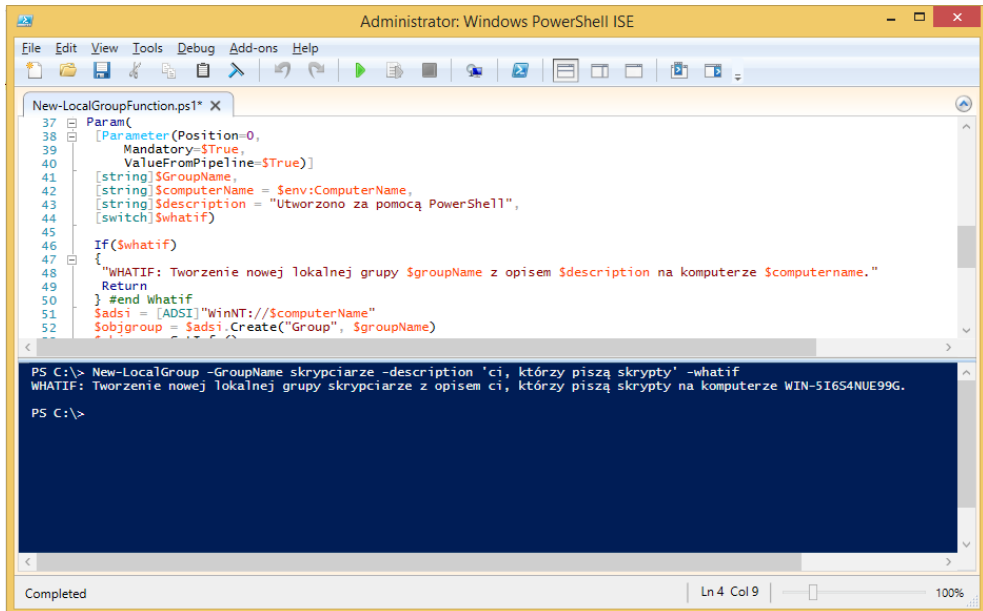 Administrator: Windows PowerShell ISE
File Edit View Tools Debug Add-ons Help
New-LocalGroupFunction.ps1* X
37 Param(
38 [Parameter(Position=0,
39 Mandatory=$True,
40 ValueFromPipeline=$True)]
41 [string]$GroupName,
42 [string]$computerName = $env:ComputerName,
43 [string]$description = "Utworzono za pomocą PowerShell",
44 [switch]$whatif)
45
46 If($whatif)
47 {
48 "WHATIF: Tworzenie nowej lokalnej grupy $groupName z opisem $description na komputerze $computername."
49 Return
50 } #end Whatif
51 $adsi = [ADSI]"WinNT://$computerName"
52 $objgroup = $adsi.Create("Group", $groupName)
PS C:\> New-LocalGroup -GroupName skrypciarze -description 'ci, którzy piszą skrypty' -whatif
WHATIF: Tworzenie nowej lokalnej grupy skrypciarze z opisem ci, którzy piszą skrypty na komputerze WIN-5I6S4NUE99G.
PS C:\>
Completed
Ln 4 Col 9
100%